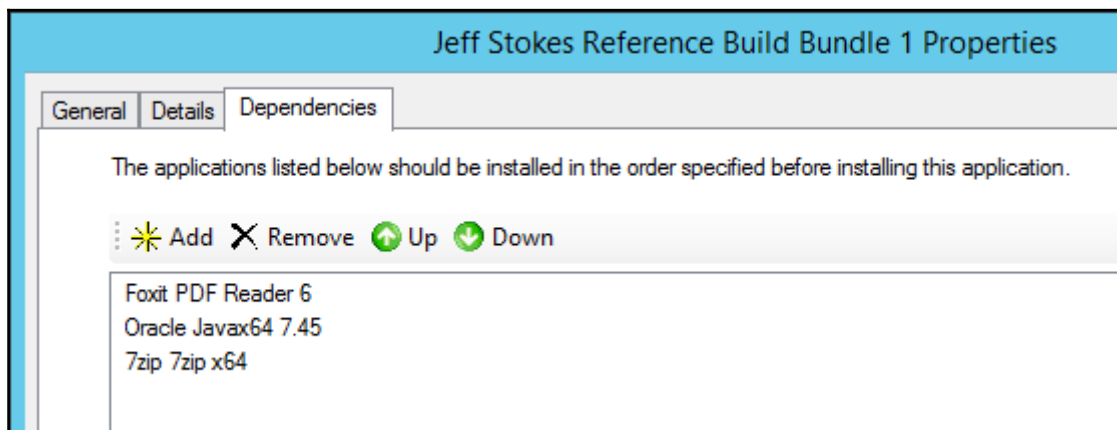 Jeff Stokes Reference Build Bundle 1 Properties
General Details Dependencies
The applications listed below should be installed in the order specified before installing this application.
Add Remove Up Down
Foxit PDF Reader 6
Oracle Javax64 7.45
7zip 7zip x64